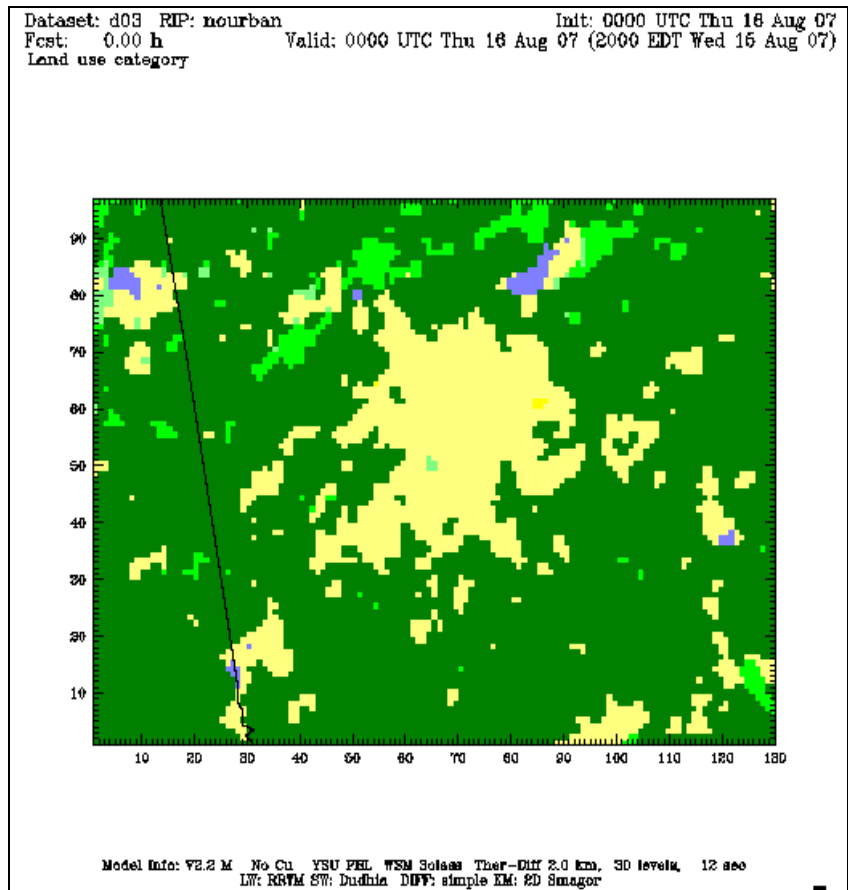 Dataset: d03 RIP: nourban Init: 0000 UTC Thu 16 Aug 07
Fcst: 0.00 h Valid: 0000 UTC Thu 16 Aug 07 (2000 EDT Wed 15 Aug 07)
Land use category
90
80
70
60
50
40
30
20
10
10 20 30 40 50 60 70 80 90 100 110 120 130
Model Info: V2.2 M No Cu YSU PBL WSM 3class Ther-Diff 2.0 km, 30 levels, 12 sec
LW: RRTM SW: Dudhia DIFF: simple KM: 2D Smagor